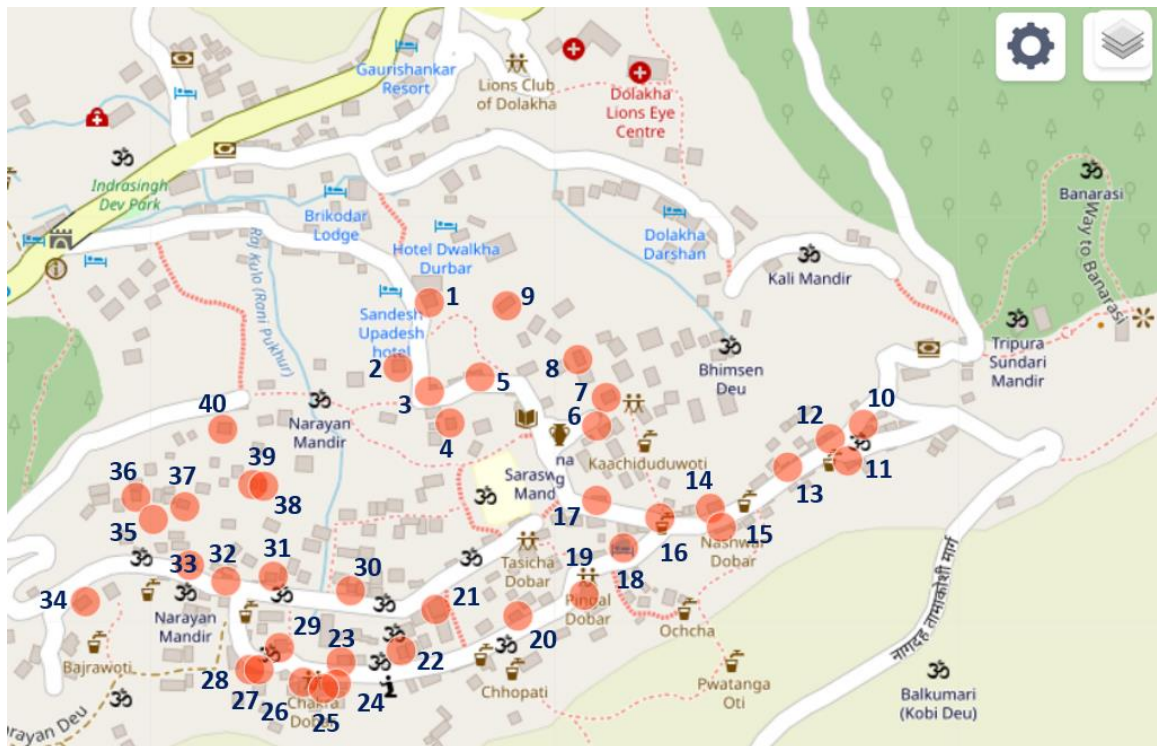 Gaurishankar
Resort
Lions Club
of Dolakha
Dolakha
Lions Eye
Centre
Indrasingh
Dev Park
Brikodar
Lodge
Raj Kulo (Rani Pukhur)
Hotel Dwalkha
Durbar
Dolakha
Darshan
Kali Mandir
Banarasi
Way to Banarasi
Sandesh
Upadesh
hotel
1
9
2
3
5
8
7
6
4
Bhimsen
Deu
Tripura
Sundari
Mandir
40
Narayan
Mandir
Kaachiduduwoti
10
12
11
13
36
37
39
38
35
Saraswati
Mand
na
g
17
14
15
16
Nashwar
Dobar
33
32
31
30
Tasicha
Dobar
19
18
Pingal
Dobar
34
Narayan
Mandir
21
20
Ochcha
29
23
22
Bajrawoti
28
27
26
25
24
Chakra
Dobar
Chhopati
Pwatanga
Oti
Balkumari
(Kobi Deu)
नागदह तामाकोशी मार्ग
arayan Deu
i